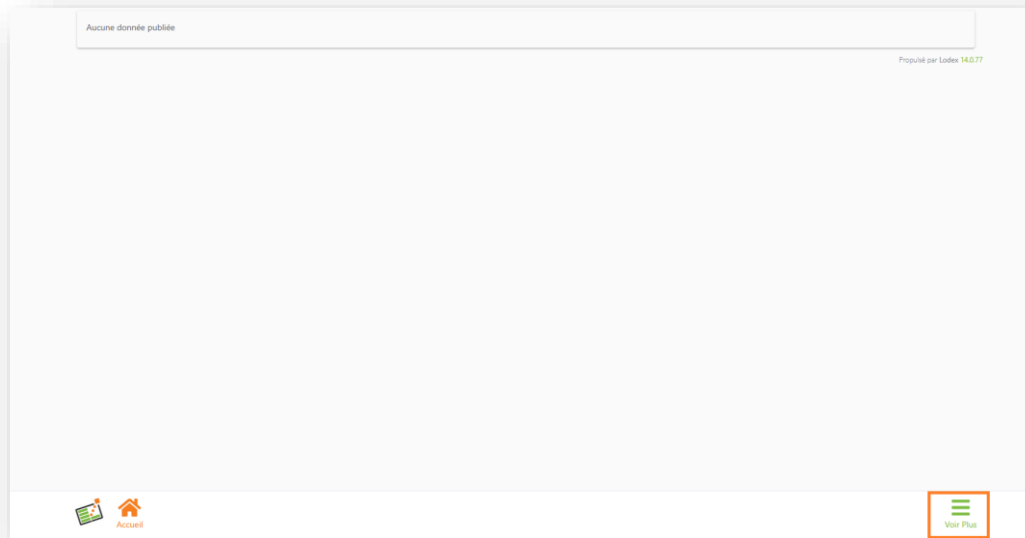 Aucune donnée publiée
Propulsé par Lodex 14.0.77
Accueil
Voir Plus